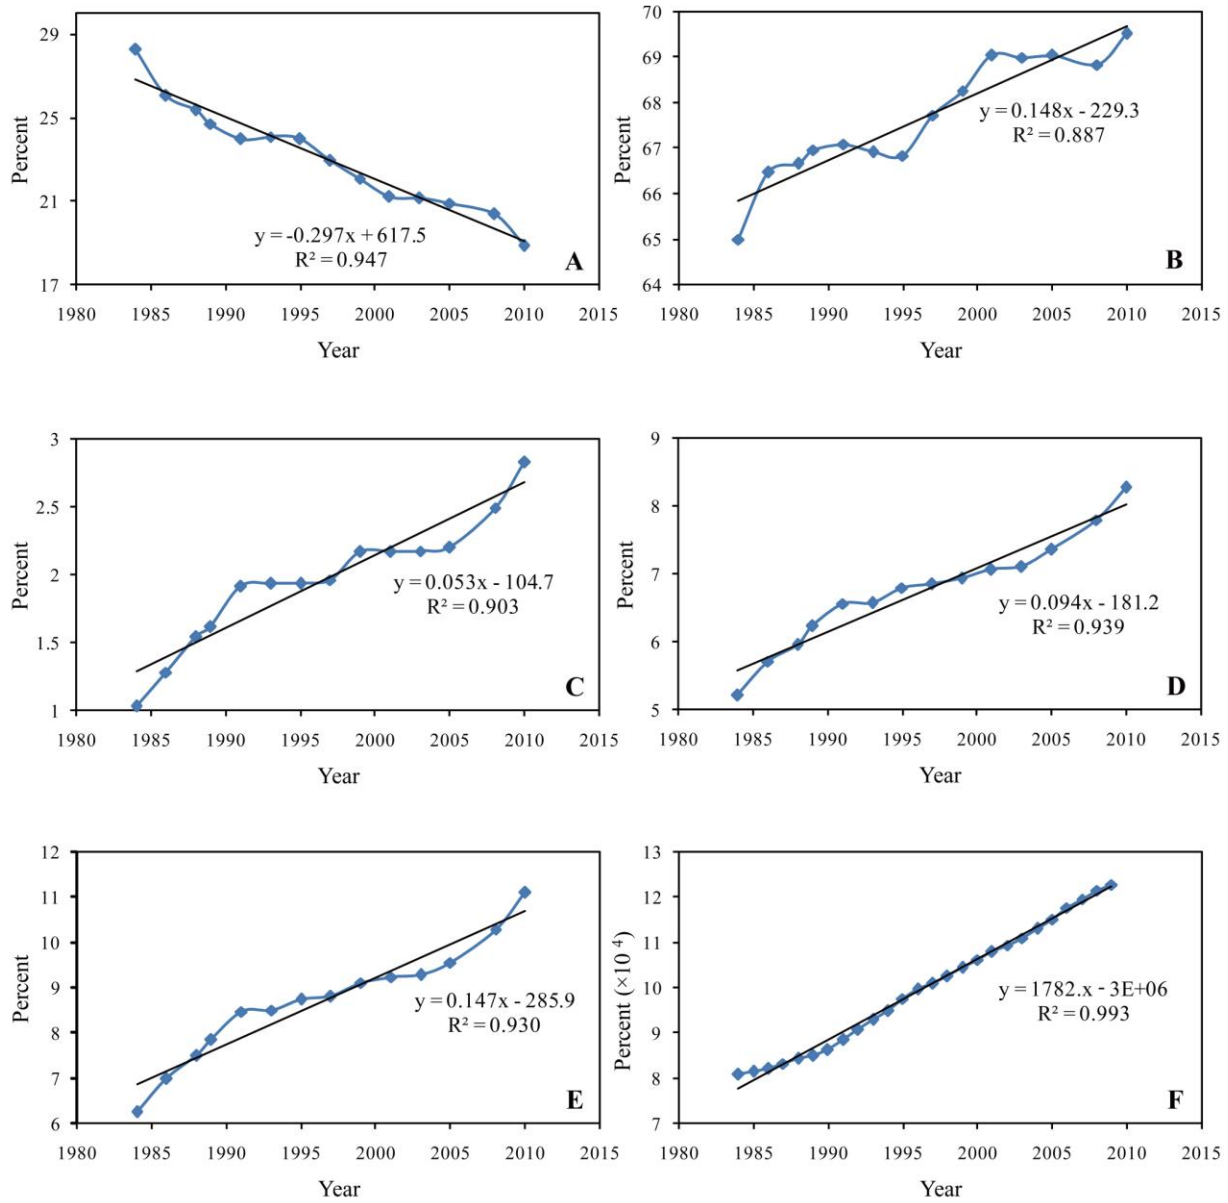 29
25
21
17
Percent
y = -0.297x + 617.5
R² = 0.947
A
1980 1985 1990 1995 2000 2005 2010 2015
Year
70
69
68
67
66
65
64
Percent
y = 0.148x - 229.3
R² = 0.887
B
1980 1985 1990 1995 2000 2005 2010 2015
Year
3
2.5
2
1.5
1
Percent
y = 0.053x - 104.7
R² = 0.903
C
1980 1985 1990 1995 2000 2005 2010 2015
Year
9
8
7
6
5
Percent
y = 0.094x - 181.2
R² = 0.939
D
1980 1985 1990 1995 2000 2005 2010 2015
Year
12
11
10
9
8
7
6
Percent
y = 0.147x - 285.9
R² = 0.930
E
1980 1985 1990 1995 2000 2005 2010 2015
Year
13
12
11
10
9
8
7
Percent (×10⁴)
y = 1782.x - 3E+06
R² = 0.993
F
1980 1985 1990 1995 2000 2005 2010 2015
Year